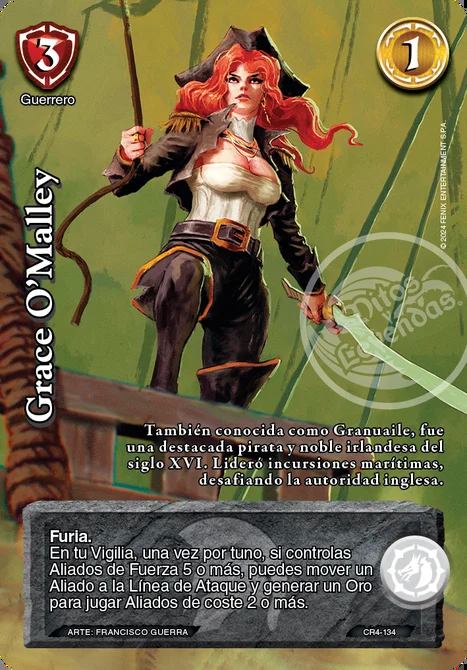 3
1
Guerrero
© 2024 FENIX ENTERTAINMENT S.P.A.
Grace O'Malley
Mitos y Leyendas
También conocida como Granuaile, fue
una destacada pirata y noble irlandesa del
siglo XVI. Lideró incursiones marítimas,
desafiando la autoridad inglesa.
Furia.
En tu Vigilia, una vez por tuno, si controlas
Aliados de Fuerza 5 o más, puedes mover un
Aliado a la Línea de Ataque y generar un Oro
para jugar Aliados de coste 2 o más.
ARTE: FRANCISCO GUERRA
CR4-134